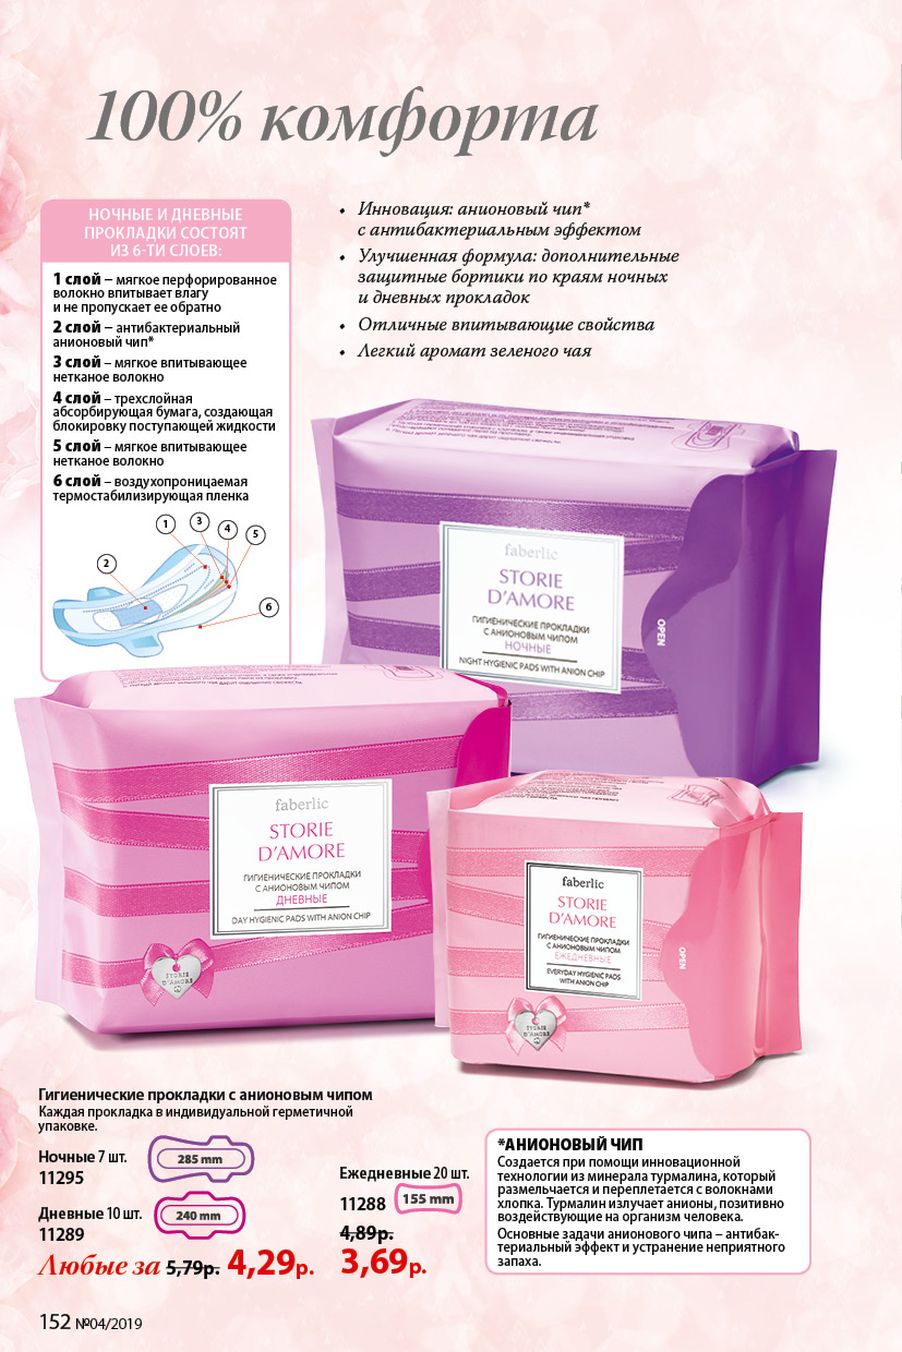 100% комфорта
НОЧНЫЕ И ДНЕВНЫЕ
ПРОКЛАДКИ СОСТОЯТ
ИЗ 6-ТИ СЛОЕВ:
1 слой – мягкое перфорированное
волокно впитывает влагу
и не пропускает ее обратно
2 слой – антибактериальный
анионовый чип*
3 слой – мягкое впитывающее
нетканое волокно
4 слой – трехслойная
абсорбирующая бумага, создающая
блокировку поступающей жидкости
5 слой – мягкое впитывающее
нетканое волокно
6 слой – воздухопроницаемая
термостабилизирующая пленка
1
3
4
5
2
6
• Инновация: анионовый чип*
с антибактериальным эффектом
• Улучшенная формула: дополнительные
защитные бортики по краям ночных
и дневных прокладок
• Отличные впитывающие свойства
• Легкий аромат зеленого чая
faberlic
STORIE
D'AMORE
ГИГИЕНИЧЕСКИЕ ПРОКЛАДКИ
С АНИОНОВЫМ ЧИПОМ
НОЧНЫЕ
NIGHT HYGIENIC PADS WITH ANION CHIP
OPEN
faberlic
STORIE
D'AMORE
ГИГИЕНИЧЕСКИЕ ПРОКЛАДКИ
С АНИОНОВЫМ ЧИПОМ
ДНЕВНЫЕ
DAY HYGIENIC PADS WITH ANION CHIP
STORIE
D'AMORE
faberlic
STORIE
D'AMORE
ГИГИЕНИЧЕСКИЕ ПРОКЛАДКИ
С АНИОНОВЫМ ЧИПОМ
ЕЖЕДНЕВНЫЕ
EVERYDAY HYGIENIC PADS
WITH ANION CHIP
OPEN
STORIE
D'AMORE
Гигиенические прокладки с анионовым чипом
Каждая прокладка в индивидуальной герметичной
упаковке.
Ночные 7 шт.
11295
285 mm
Дневные 10 шт.
11289
240 mm
Любые за 5,79р. 4,29р.
Ежедневные 20 шт.
11288
155 mm
4,89р.
3,69р.
*АНИОНОВЫЙ ЧИП
Создается при помощи инновационной
технологии из минерала турмалина, который
размельчается и переплетается с волокнами
хлопка. Турмалин излучает анионы, позитивно
воздействующие на организм человека.
Основные задачи анионового чипа – антибак-
териальный эффект и устранение неприятного
запаха.
152 №04/2019